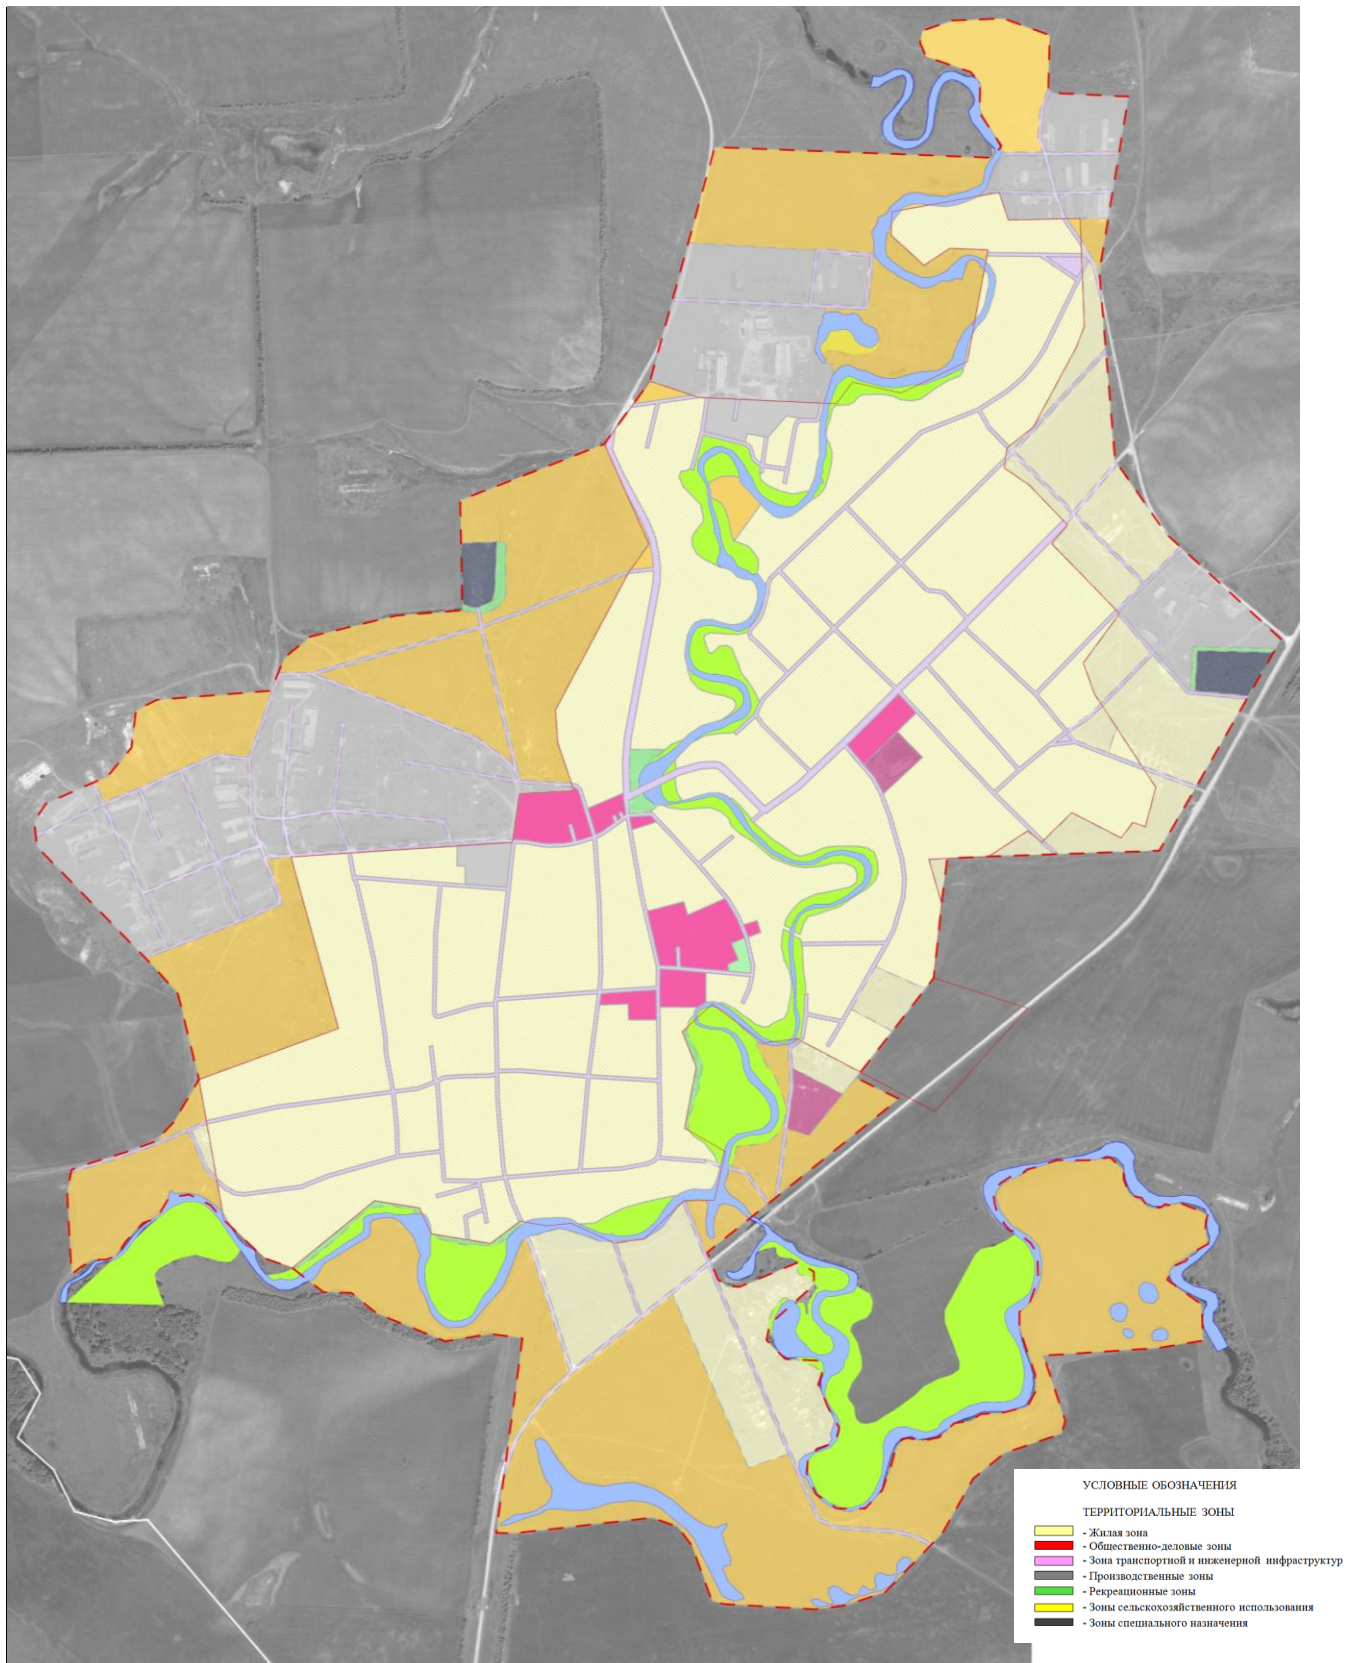 УСЛОВНЫЕ ОБОЗНАЧЕНИЯ
ТЕРРИТОРИАЛЬНЫЕ ЗОНЫ
- Жилая зона
- Общественно-деловые зоны
- Зона транспортной и инженерной инфраструктур
- Производственные зоны
- Рекреационные зоны
- Зоны сельскохозяйственного использования
- Зоны специального назначения